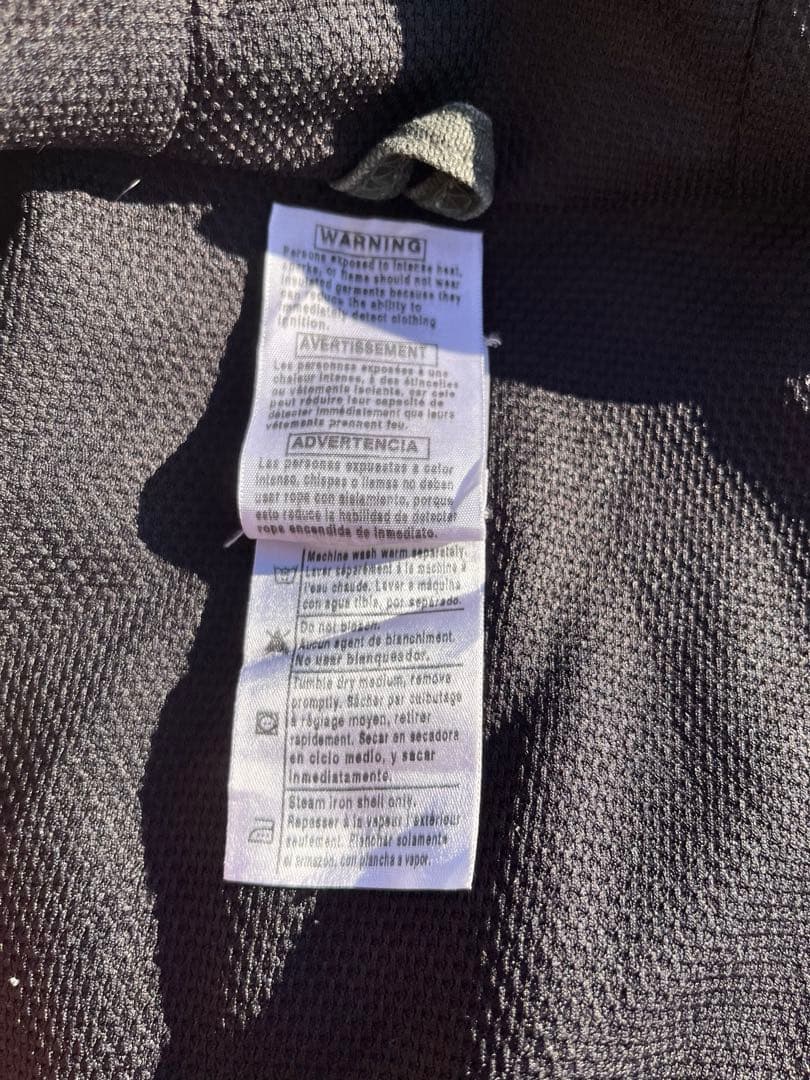 WARNING
Persons exposed to intense heat,
sparks, or flame should not wear
insulated garments because they
can reduce the ability to
immediately detect clothing
ignition.
AVERTISSEMENT
Les personnes exposées à une
chaleur intense, à des étincelles
ou vêtements isolants, car cela
peut réduire leur capacité de
détecter immédiatement que leurs
vêtements prennent feu.
ADVERTENCIA
Las personas expuestas a calor
intenso, chispas o llamas no deben
usar rope con aislamiento, porque
esto reduce la habilidad de detectar
ropa encendida de inmediato.
Machine wash warm separately.
Laver séparément à la machine à
l'eau chaude. Lavar a máquina
con agua tibia, por separado.
Do not bleach.
Aucun agent de blanchiment.
No usar blanqueador.
Tumble dry medium, remove
promptly. Sécher par culbutage
à réglage moyen, retirer
rapidement. Secar en secadora
en ciclo medio, y sacar
inmediatamente.
Steam iron shell only.
Repasser à la vapeur l'extérieur
seulement. Planchar solamente
el armazón, con plancha a vapor.